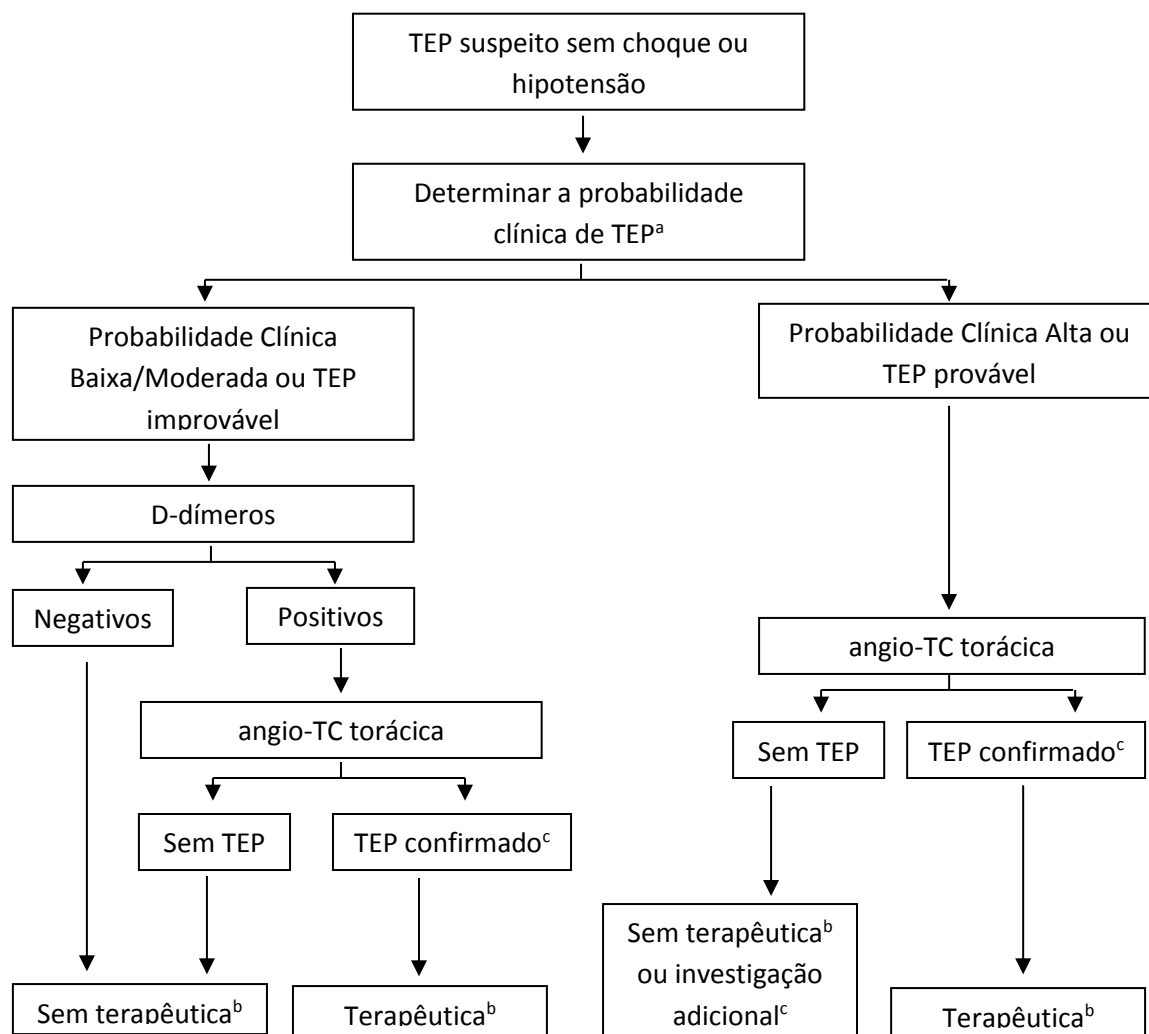 TEP suspeito sem choque ou
hipotensão
Determinar a probabilidade
clínica de TEPᵃ
Probabilidade Clínica
Baixa/Moderada ou TEP
improvável
Probabilidade Clínica Alta ou
TEP provável
D-dímeros
Negativos
Positivos
angio-TC torácica
angio-TC torácica
Sem TEP
TEP confirmadoᶜ
Sem TEP
TEP confirmadoᶜ
Sem terapêuticaᵇ
Terapêuticaᵇ
Sem terapêuticaᵇ
ou investigação
adicionalᶜ
Terapêuticaᵇ